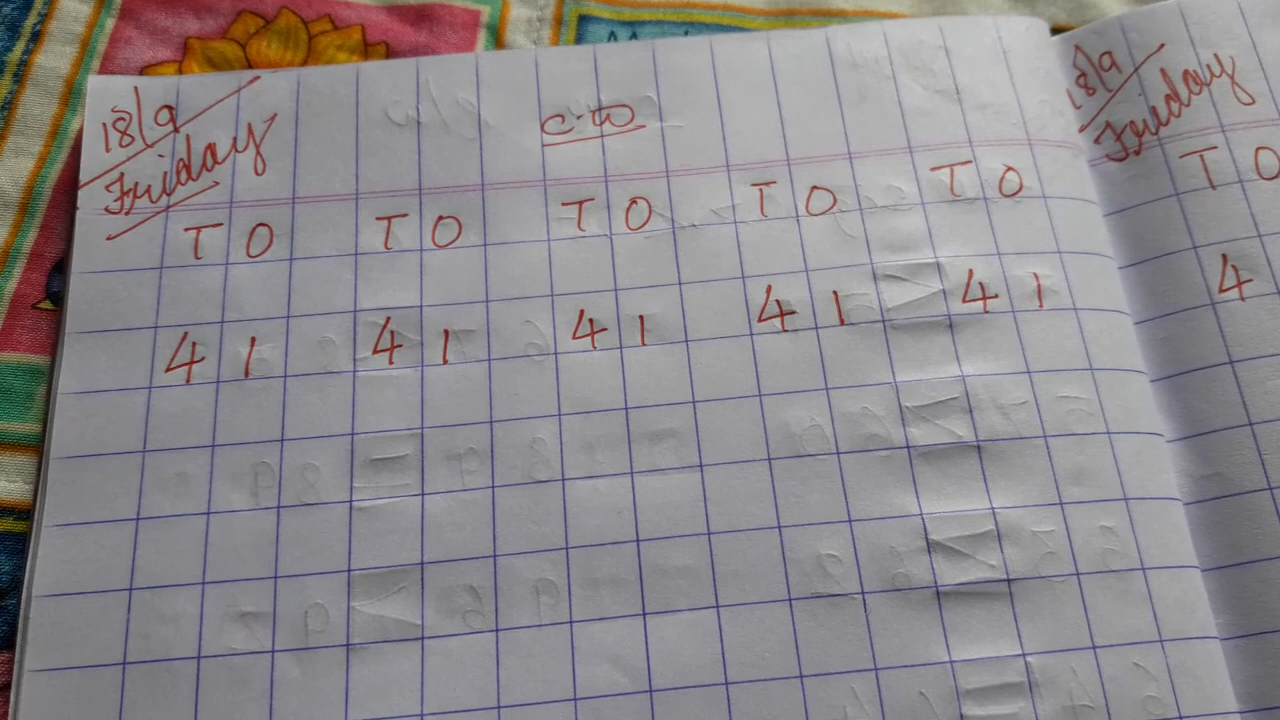 18/9
Friday
C.W
T O T O T O T O T O
4 1 4 1 4 1 4 1 4 1
18/9
Friday
T O
4